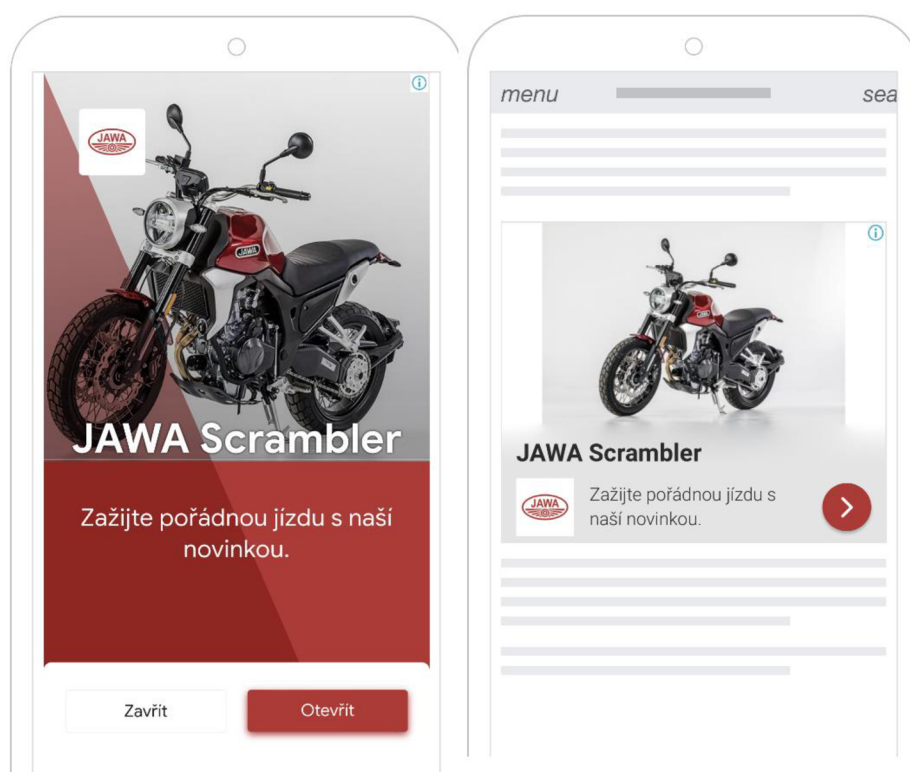 JAWA
JAWA
JAWA Scrambler
Zažijte pořádnou jízdu s naší
novinkou.
Zavřít
Otevřít
menu
sea
JAWA Scrambler
JAWA
Zažijte pořádnou jízdu s
naší novinkou.